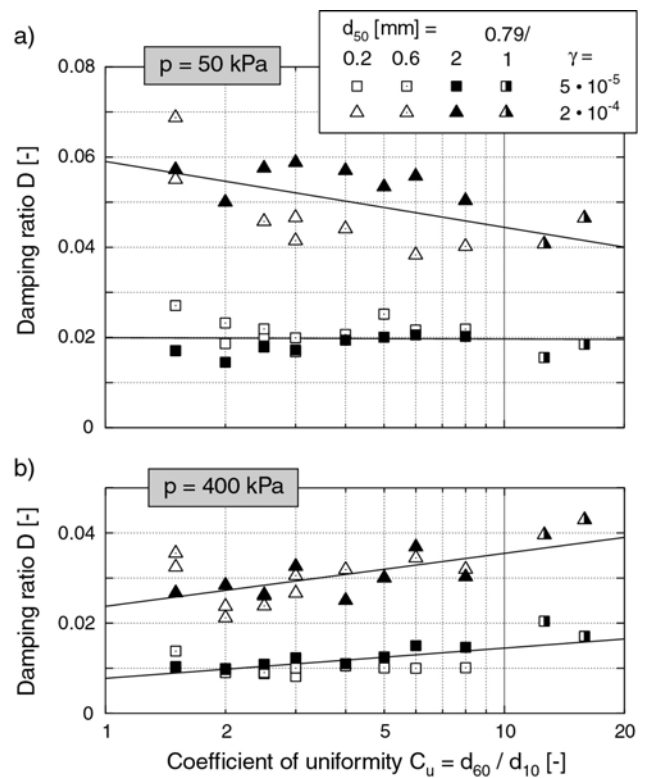 a)
p = 50 kPa
d₅₀ [mm] = 0.79/
0.2 0.6 2 1 γ =
5 • 10⁻⁵
2 • 10⁻⁴
0.08
0.06
0.04
0.02
0
Damping ratio D [-]
b)
p = 400 kPa
0.04
0.02
0
Damping ratio D [-]
1 2 5 10 20
Coefficient of uniformity Cᵤ = d₆₀ / d₁₀ [-]